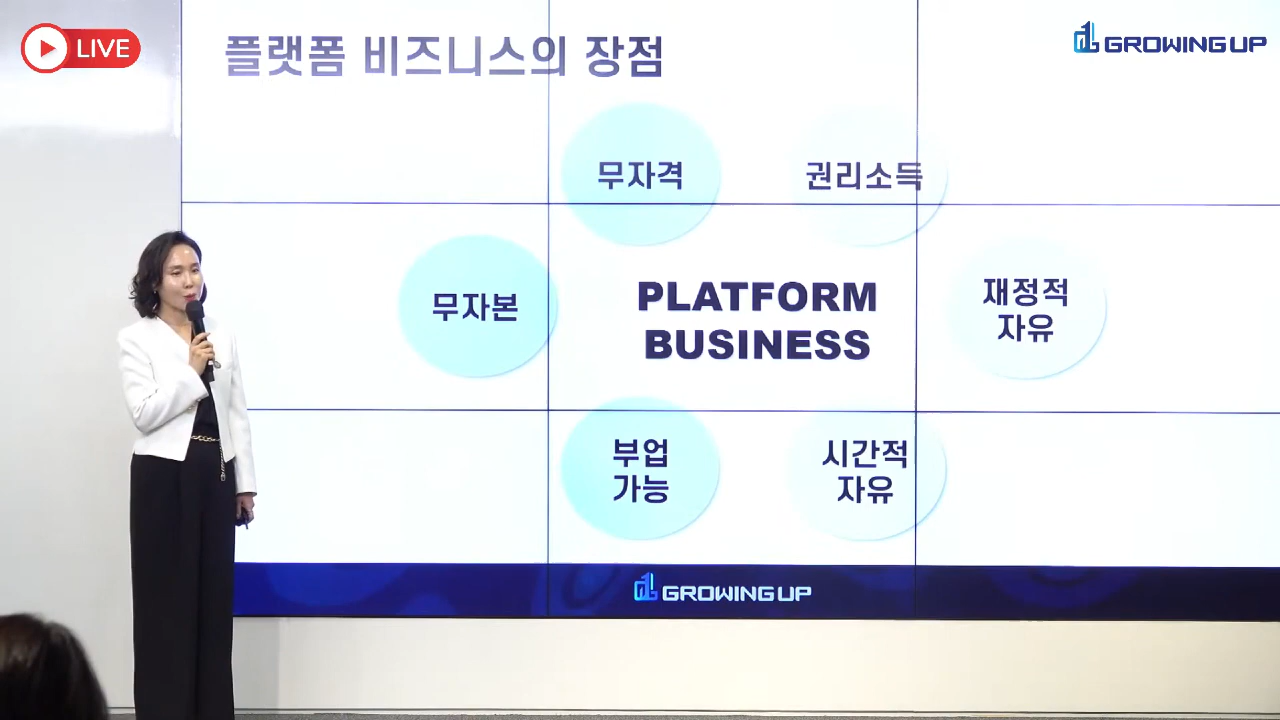 LIVE
플랫폼 비즈니스의 장점
GROWING UP
무자격
권리소득
무자본
PLATFORM
BUSINESS
재정적
자유
부업
가능
시간적
자유
GROWING UP